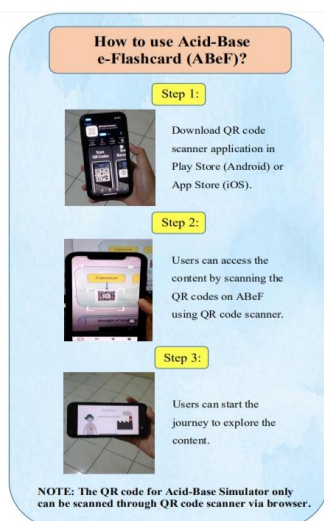 How to use Acid-Base
e-Flashcard (ABeF)?
Step 1:
Download QR code
scanner application in
Play Store (Android) or
App Store (iOS).
Step 2:
Users can access the
content by scanning the
QR codes on ABeF
using QR code scanner.
Step 3:
Users can start the
journey to explore the
content.
NOTE: The QR code for Acid-Base Simulator only
can be scanned through QR code scanner via browser.